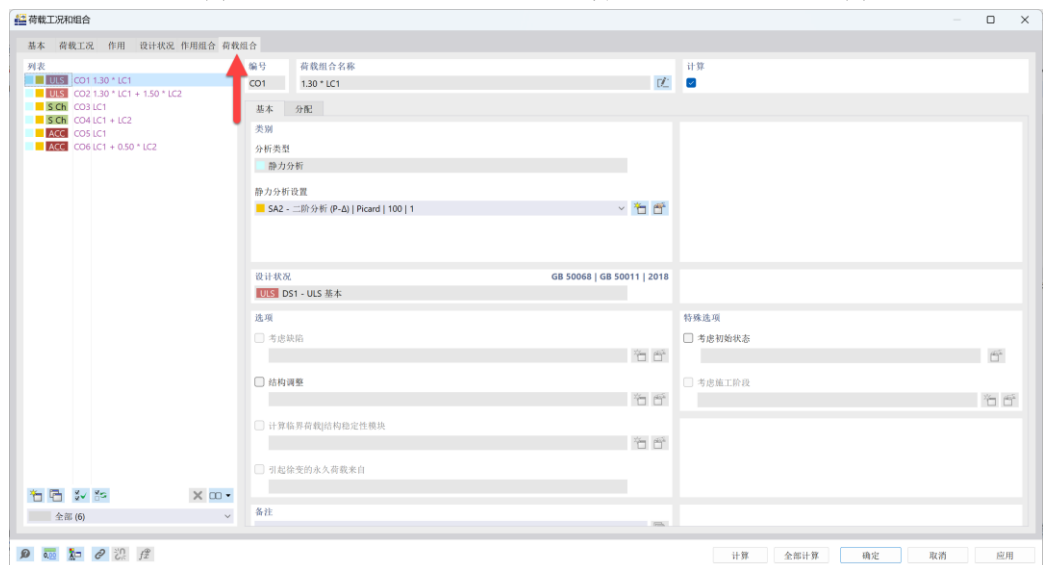 荷载工况和组合
基本 荷载工况 作用 设计状况 作用组合 荷载组合
列表
ULS CO1 1.30 * LC1
ULS CO2 1.30 * LC1 + 1.50 * LC2
S Ch CO3 LC1
S Ch CO4 LC1 + LC2
ACC CO5 LC1
ACC CO6 LC1 + 0.50 * LC2
全部 (6)
编号
CO1
荷载组合名称
1.30 * LC1
计算
基本 分配
类别
分析类型
静力分析
静力分析设置
SA2 - 二阶分析 (P-Δ) | Picard | 100 | 1
设计状况
GB 50068 | GB 50011 | 2018
ULS DS1 - ULS 基本
选项
考虑缺陷
结构调整
计算临界荷载|结构稳定性模块
引起徐变的永久荷载来自
特殊选项
考虑初始状态
考虑施工阶段
备注
计算 全部计算 确定 取消 应用